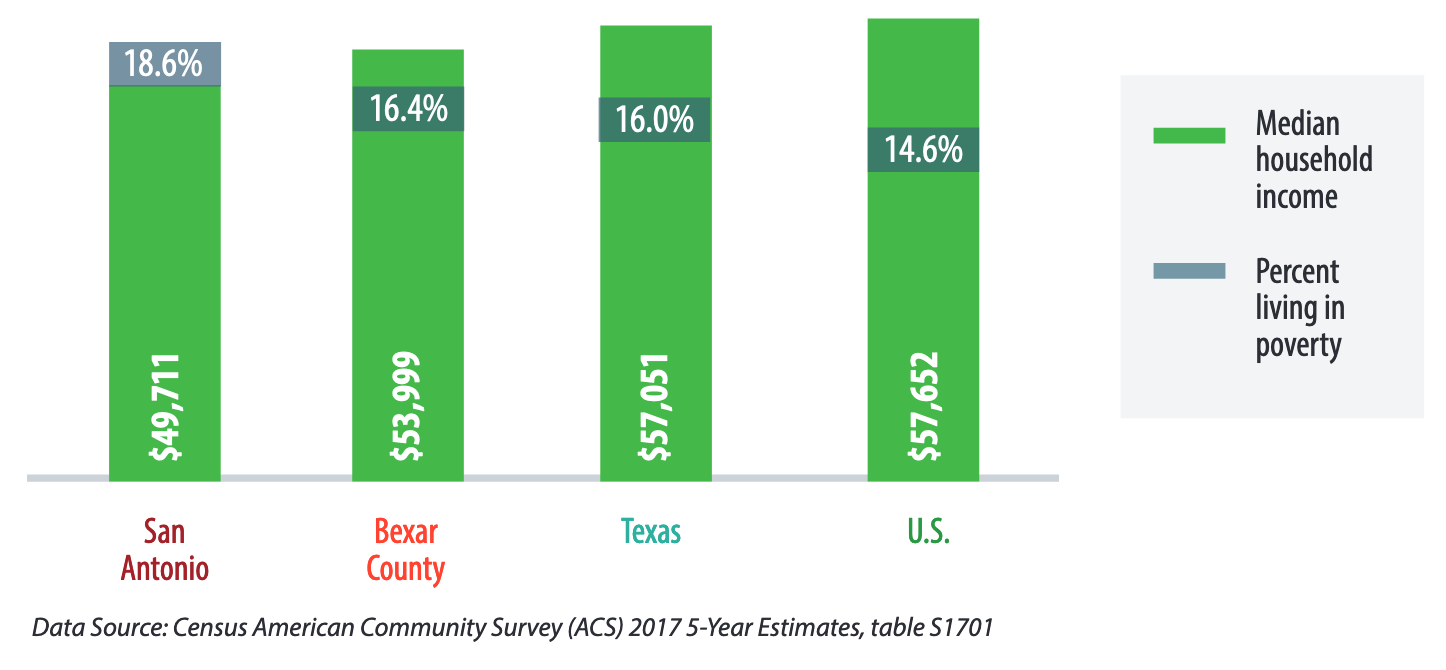 18.6%
16.4%
16.0%
14.6%
$49,711
$53,999
$57,051
$57,652
San
Antonio
Bexar
County
Texas
U.S.
Median
household
income
Percent
living in
poverty
Data Source: Census American Community Survey (ACS) 2017 5-Year Estimates, table S1701